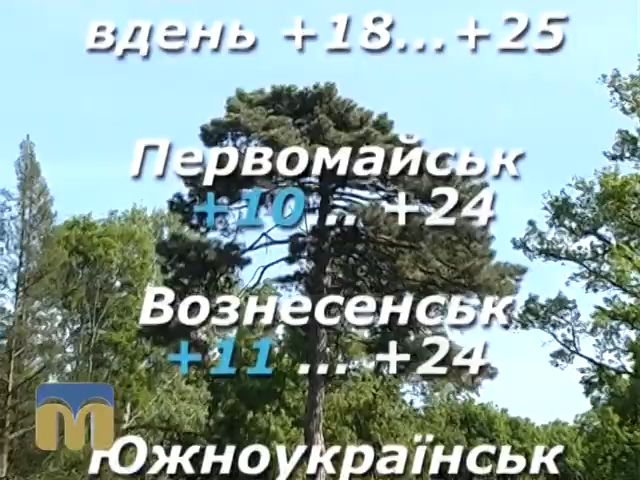 вдень +18...+25
Первомайськ
+10... +24
Вознесенськ
+11 ... +24
Южноукраїнськ